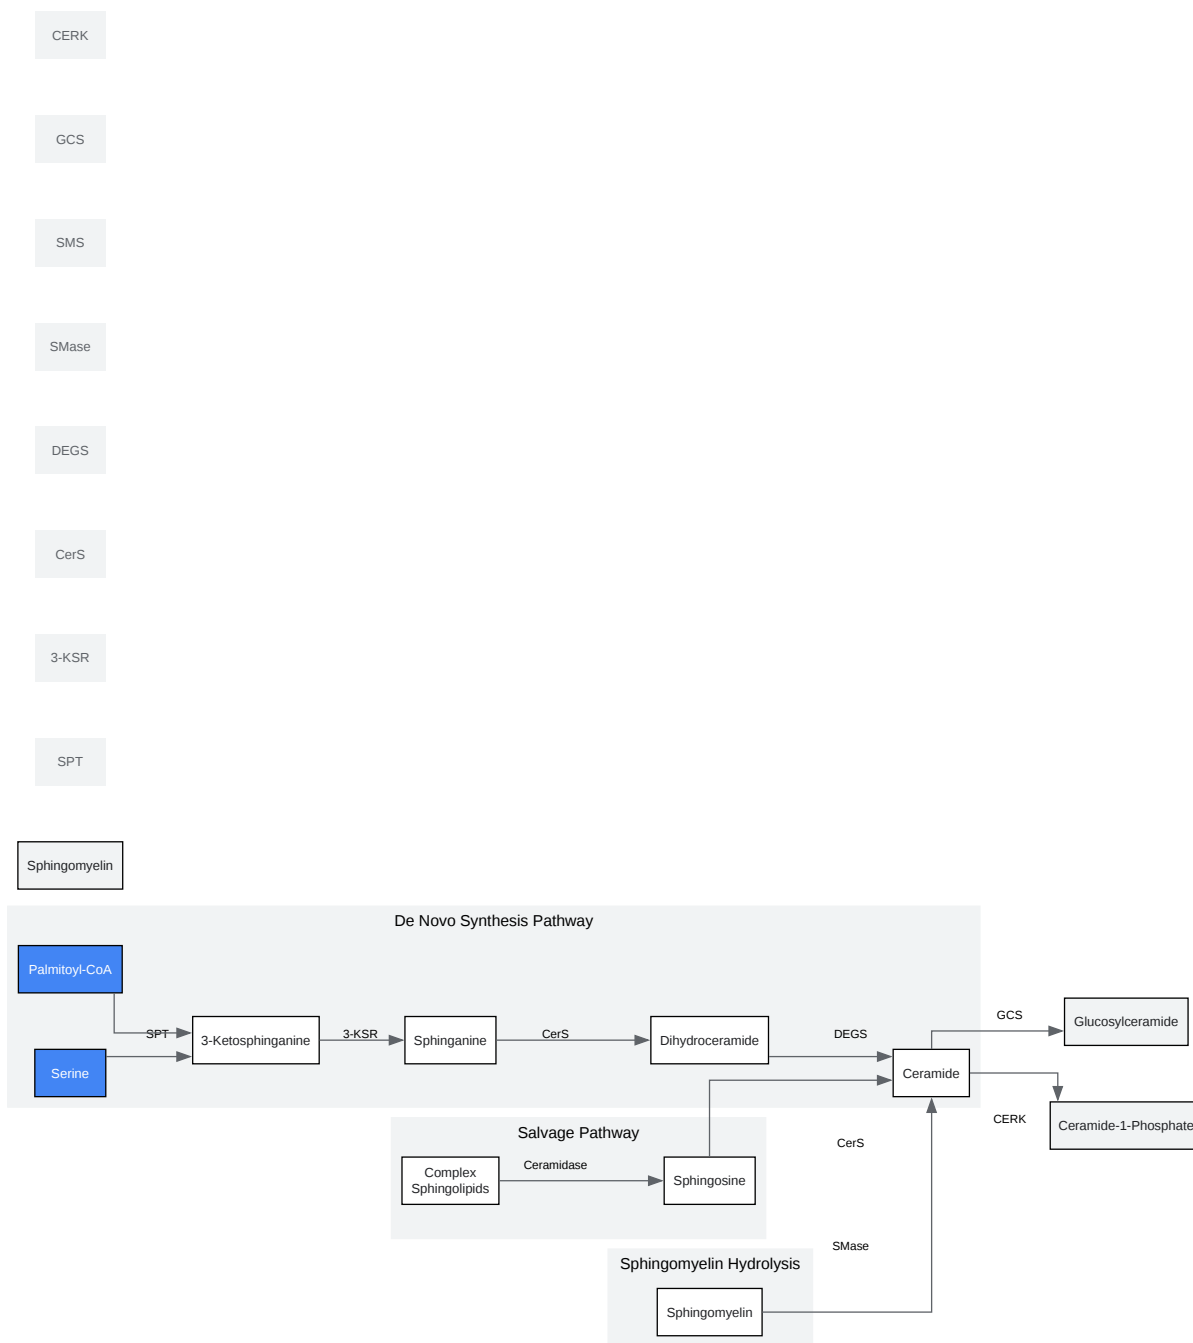 CERK
GCS
SMS
SMase
DEGS
CerS
3-KSR
SPT
Sphingomyelin
De Novo Synthesis Pathway
Palmitoyl-CoA
Serine
SPT
3-Ketosphinganine
3-KSR
Sphinganine
CerS
Dihydroceramide
DEGS
Ceramide
GCS
Glucosylceramide
CERK
Ceramide-1-Phosphate
Salvage Pathway
Complex
Sphingolipids
Ceramidase
Sphingosine
CerS
SMase
Sphingomyelin Hydrolysis
Sphingomyelin